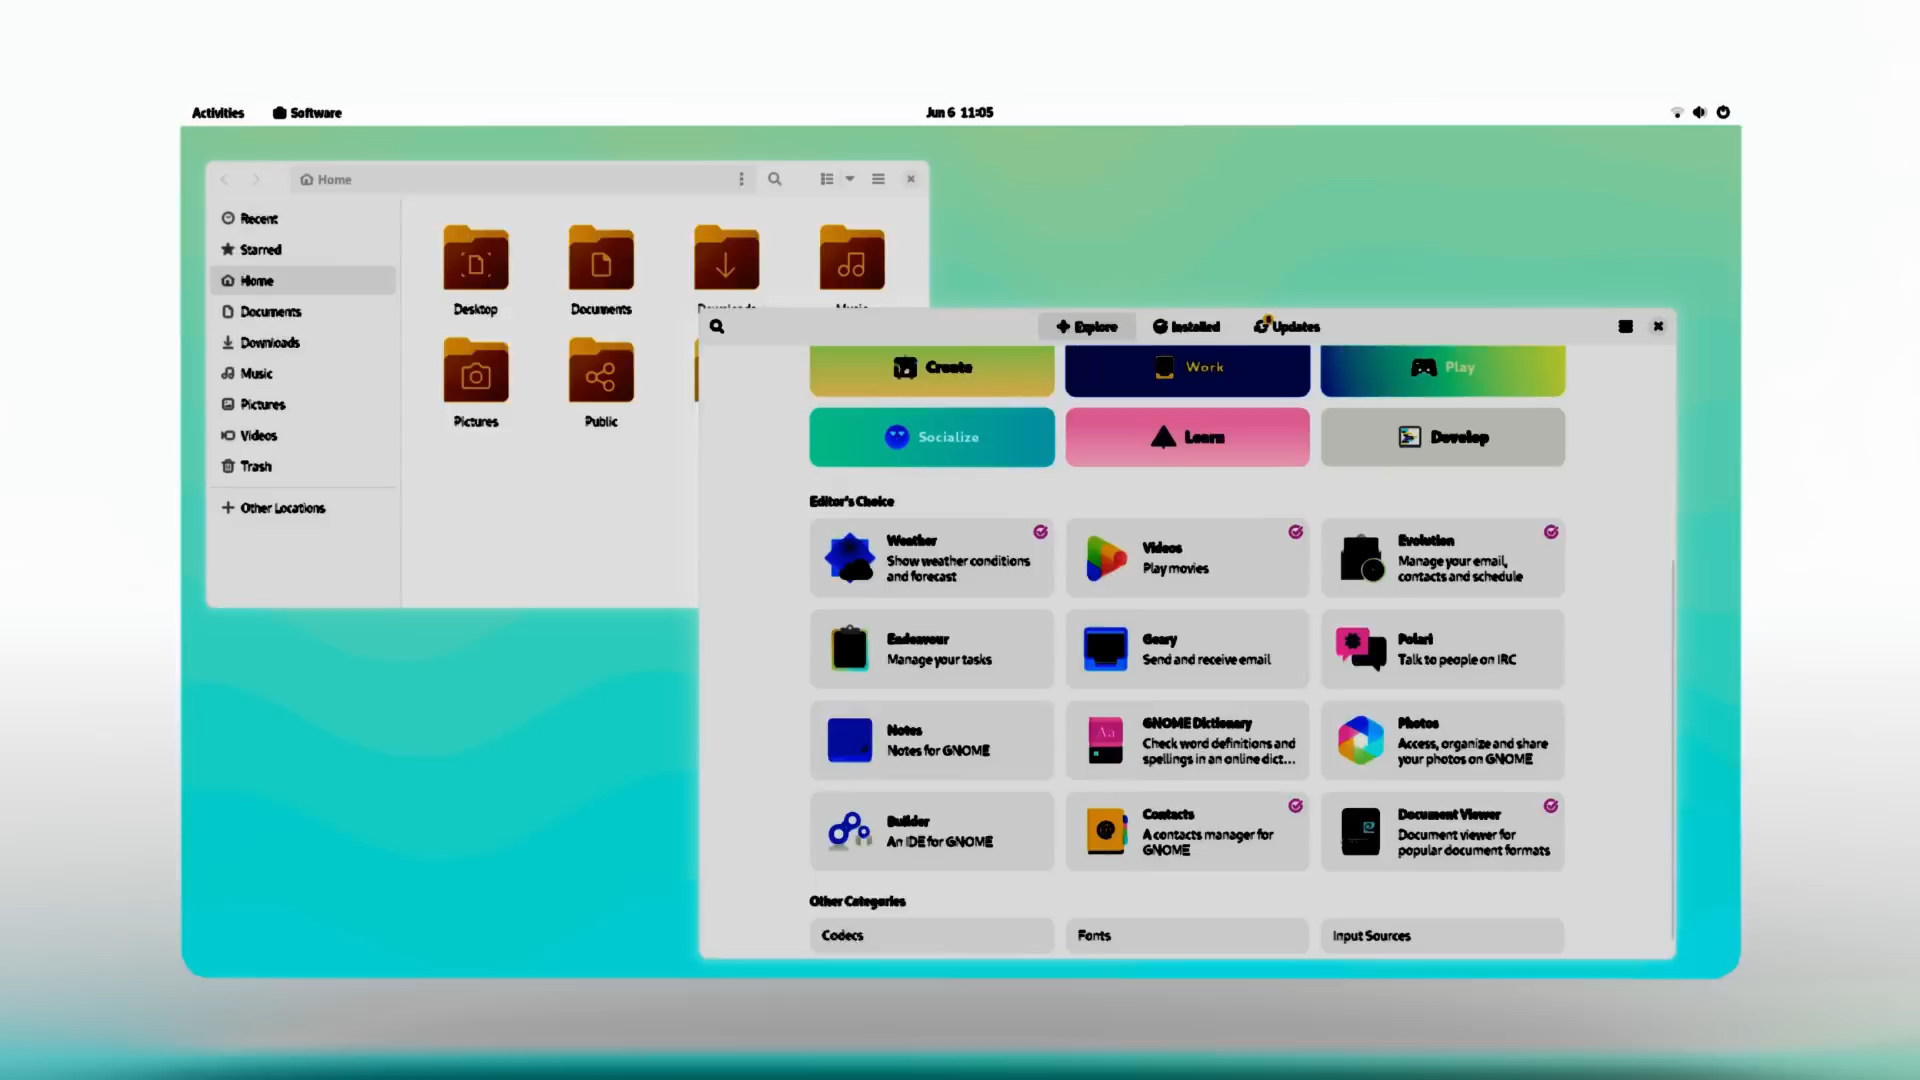 Activities
Software
Jun 6 11:05
Home
Recent
Starred
Home
Documents
Downloads
Music
Pictures
Videos
Trash
Other Locations
Desktop
Documents
Downloads
Music
Pictures
Public
Explore
Installed
Updates
Create
Work
Play
Socialize
Learn
Develop
Editor's Choice
Weather
Show weather conditions
and forecast
Videos
Play movies
Evolution
Manage your email,
contacts and schedule
Endeavour
Manage your tasks
Geary
Send and receive email
Polari
Talk to people on IRC
Notes
Notes for GNOME
Aa
GNOME Dictionary
Check word definitions and
spellings in an online dict...
Photos
Access, organize and share
your photos on GNOME
Builder
An IDE for GNOME
@
Contacts
A contacts manager for
GNOME
Document Viewer
Document viewer for
popular document formats
Other Categories
Codecs
Fonts
Input Sources